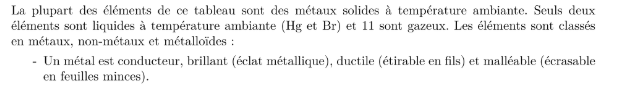 La plupart des éléments de ce tableau sont des métaux solides à température ambiante. Seuls deux
éléments sont liquides à température ambiante (Hg et Br) et 11 sont gazeux. Les éléments sont classés
en métaux, non-métaux et métalloïdes :
- Un métal est conducteur, brillant (éclat métallique), ductile (étirable en fils) et malléable (écrasable
en feuilles minces).